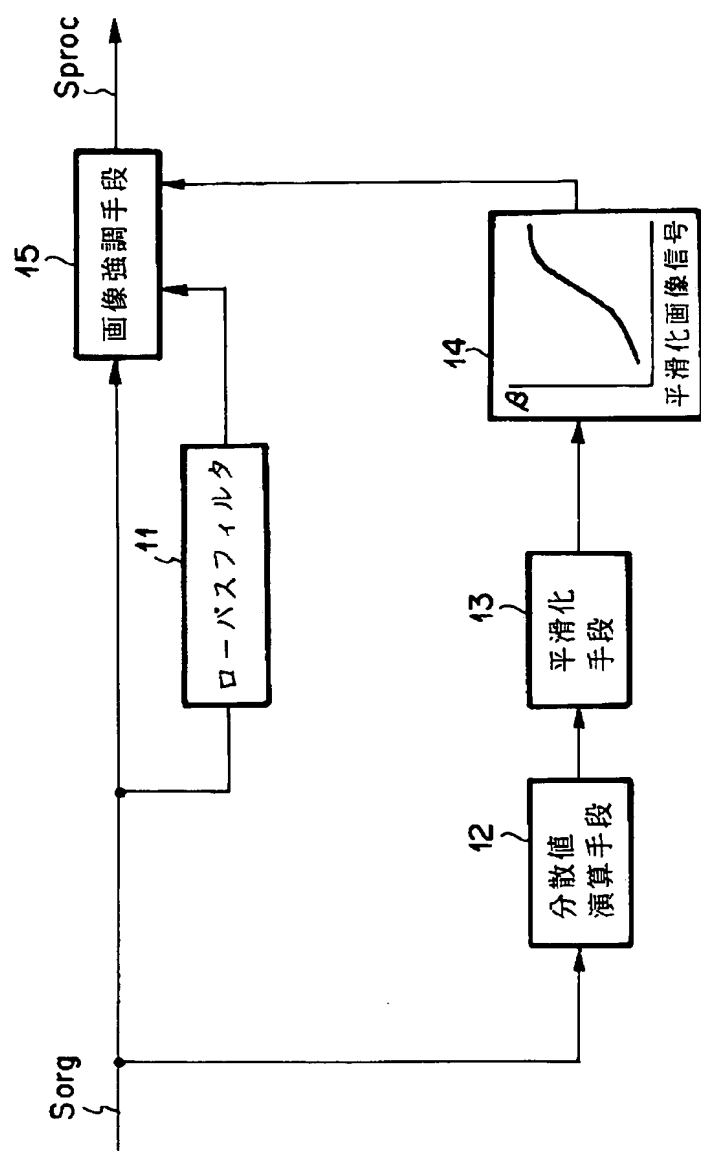 Sorg
12
分散値
演算手段
13
平滑化
手段
14
β
平滑化画像信号
11
ローパスフィルタ
15
画像強調手段
Sproc